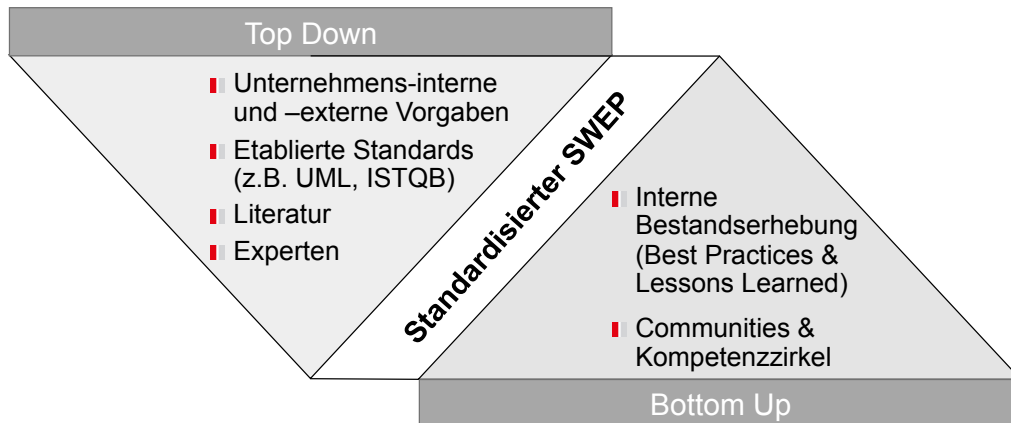 Top Down
Unternehmens-interne
und –externe Vorgaben
Etablierte Standards
(z.B. UML, ISTQB)
Literatur
Experten
Standardisierter SWEP
Interne
Bestandserhebung
(Best Practices &
Lessons Learned)
Communities &
Kompetenzzirkel
Bottom Up